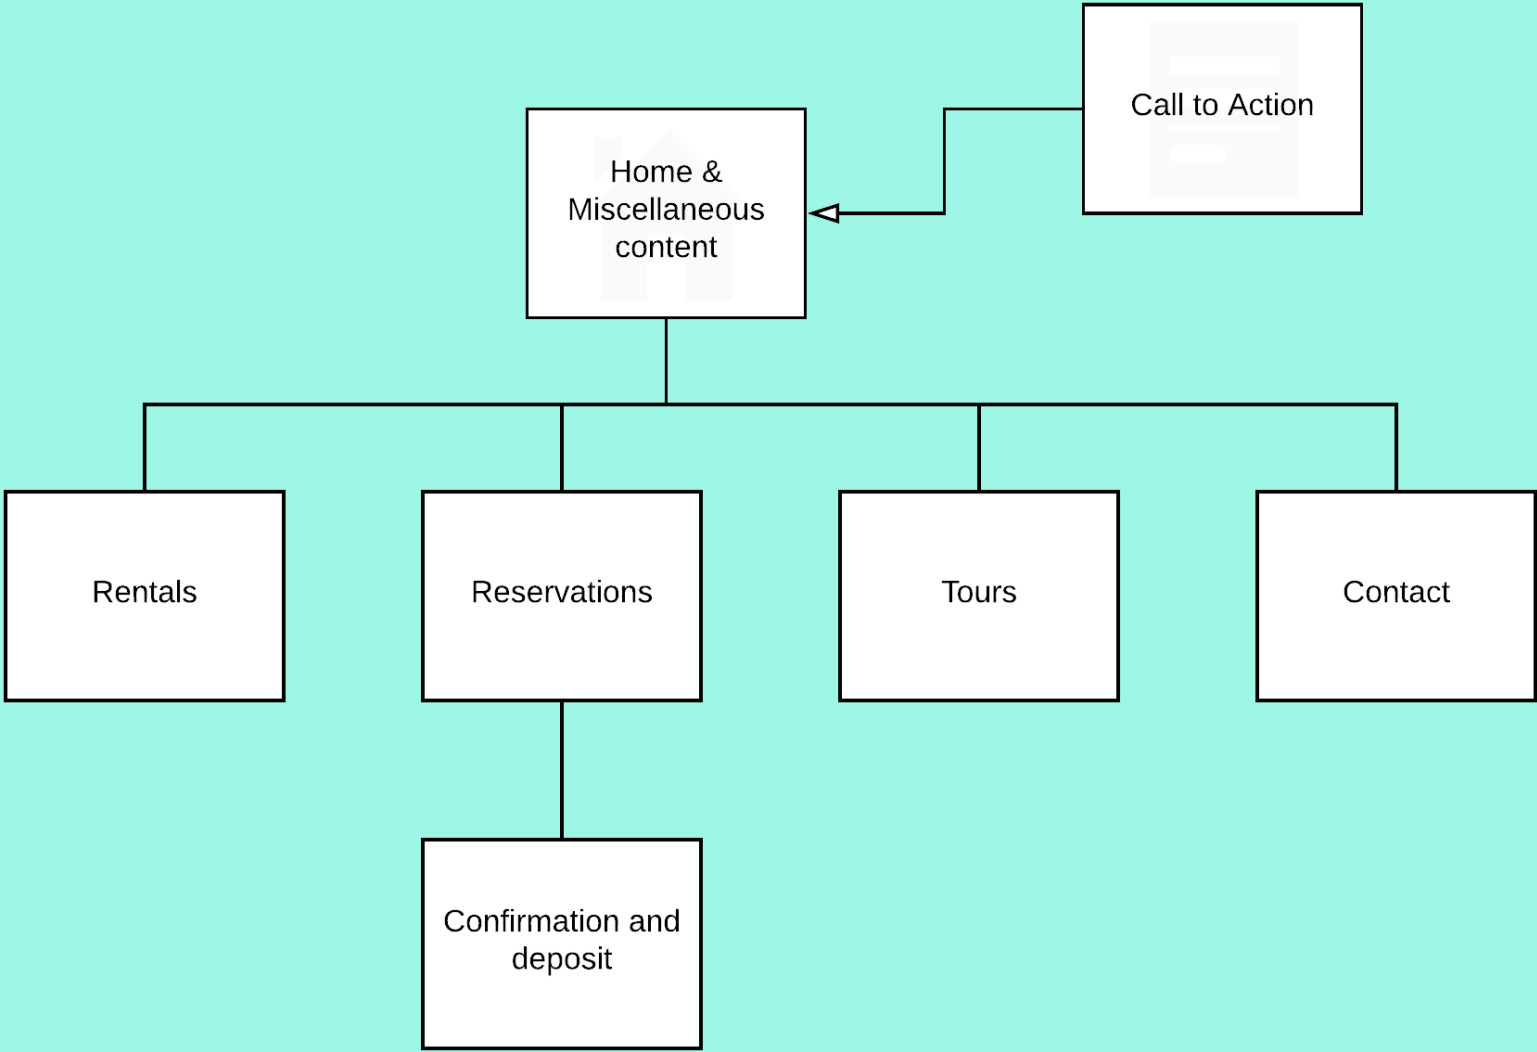 Call to Action
Home &
Miscellaneous
content
Rentals
Reservations
Tours
Contact
Confirmation and
deposit